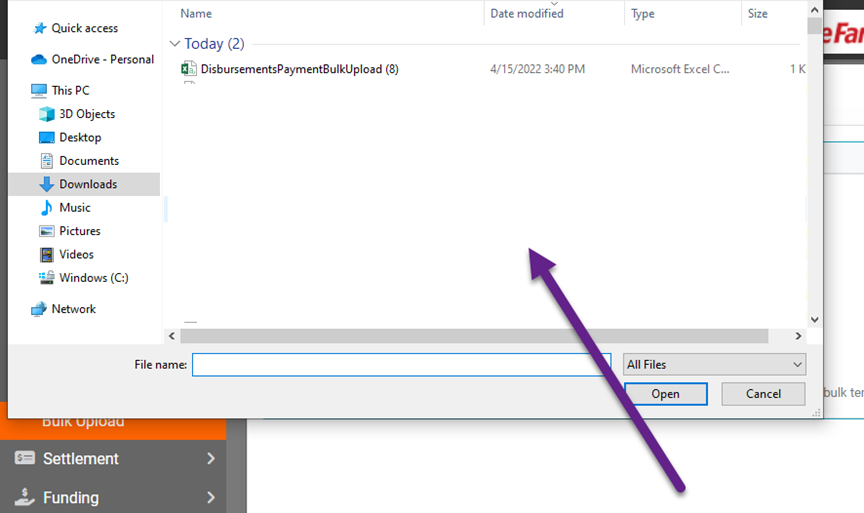 Name Date modified Type Size
Quick access
Today (2)
OneDrive - Personal
DisbursementsPaymentBulkUpload (8) 4/15/2022 3:40 PM Microsoft Excel C... 1 K
This PC
3D Objects
Desktop
Documents
Downloads
Music
Pictures
Videos
Windows (C:)
Network
File name: All Files
Open Cancel
Bulk Upload
Settlement
Funding
eFar
bulk ter